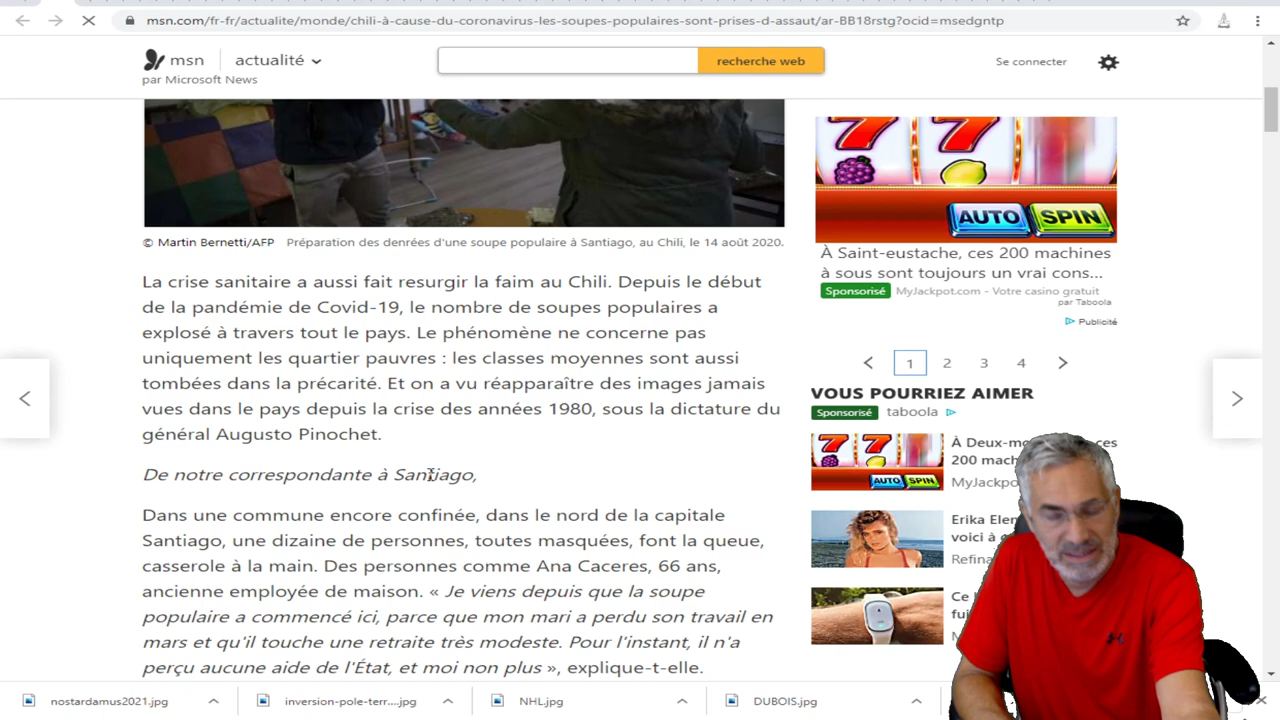 msn.com/fr-fr/actualite/monde/chili-à-cause-du-coronavirus-les-soupes-populaires-sont-prises-d-assaut/ar-BB18rstg?ocid=msedgntp
msn actualité
par Microsoft News
recherche web
Se connecter
© Martin Bernetti/AFP Préparation des denrées d'une soupe populaire à Santiago, au Chili, le 14 août 2020.
La crise sanitaire a aussi fait resurgir la faim au Chili. Depuis le début
de la pandémie de Covid-19, le nombre de soupes populaires a
explosé à travers tout le pays. Le phénomène ne concerne pas
uniquement les quartier pauvres : les classes moyennes sont aussi
tombées dans la précarité. Et on a vu réapparaître des images jamais
vues dans le pays depuis la crise des années 1980, sous la dictature du
général Augusto Pinochet.
De notre correspondante à Santiago,
Dans une commune encore confinée, dans le nord de la capitale
Santiago, une dizaine de personnes, toutes masquées, font la queue,
casserole à la main. Des personnes comme Ana Caceres, 66 ans,
ancienne employée de maison. « Je viens depuis que la soupe
populaire a commencé ici, parce que mon mari a perdu son travail en
mars et qu'il touche une retraite très modeste. Pour l'instant, il n'a
perçu aucune aide de l'État, et moi non plus », explique-t-elle.
7 7
AUTO SPIN
À Saint-eustache, ces 200 machines
à sous sont toujours un vrai cons...
Sponsorisé MyJackpot.com - Votre casino gratuit
par Taboola
Publicité
1 2 3 4
VOUS POURRIEZ AIMER
Sponsorisé taboola
7 7
AUTO SPIN
À Deux-mo ces
200 mach
MyJackpo
Erika Elen
voici à
Refina
Ce
fui
nostardamus2021.jpg
inversion-pole-terr....jpg
NHL.jpg
DUBOIS.jpg